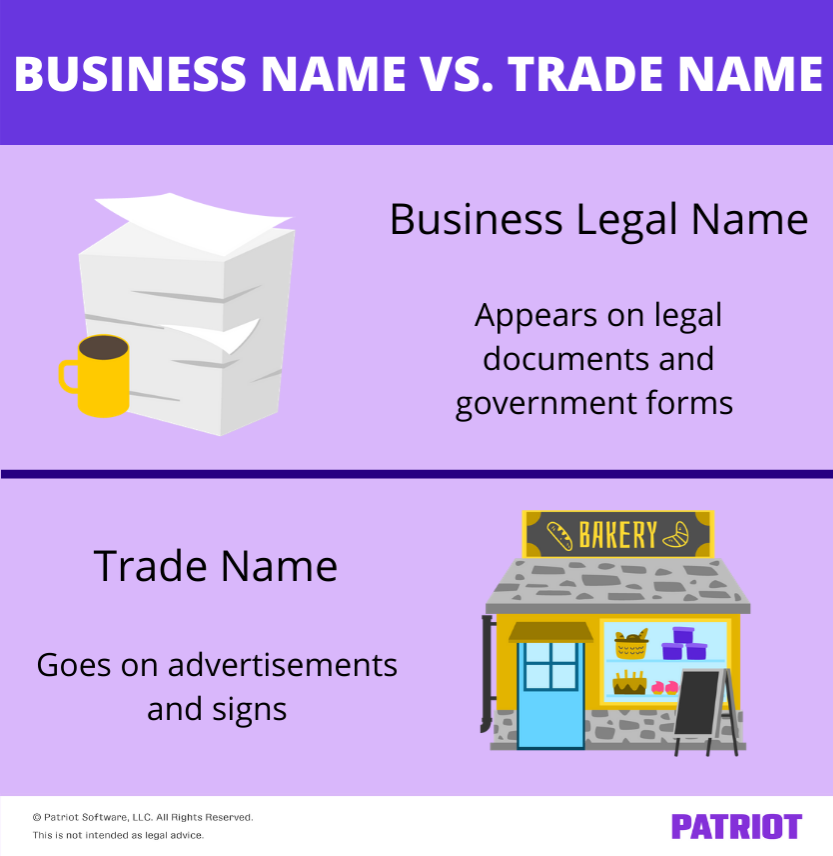 BUSINESS NAME VS. TRADE NAME
Business Legal Name
Appears on legal
documents and
government forms
BAKERY
Trade Name
Goes on advertisements
and signs
© Patriot Software, LLC. All Rights Reserved.
This is not intended as legal advice.
PATRIOT